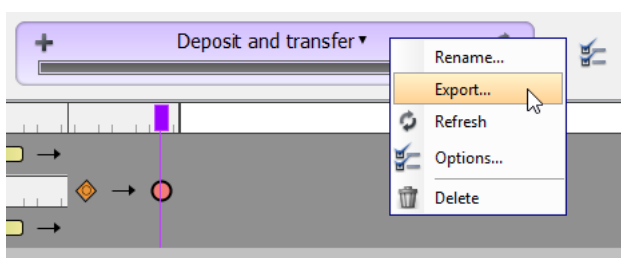 Deposit and transfer
Rename...
Export...
Refresh
Options...
Delete